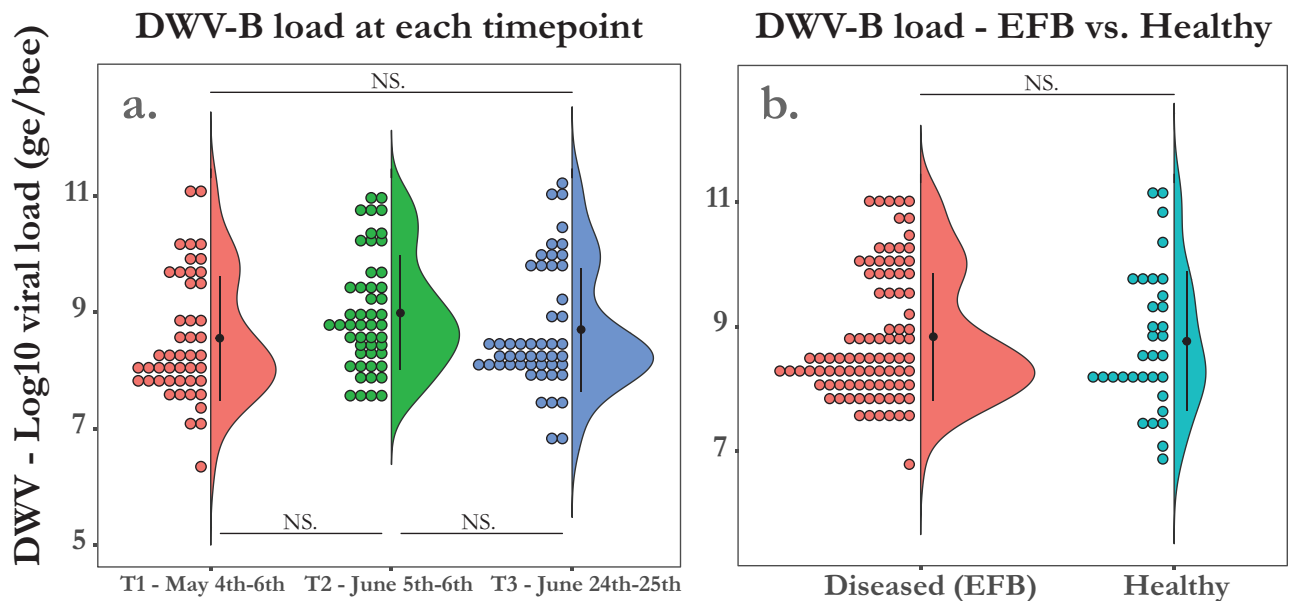 DWV-B load at each timepoint
DWV-B load - EFB vs. Healthy
DWV - Log10 viral load (ge/bee)
a.
NS.
11
9
7
5
NS.
NS.
T1 - May 4th-6th
T2 - June 5th-6th
T3 - June 24th-25th
b.
NS.
11
9
7
Diseased (EFB)
Healthy